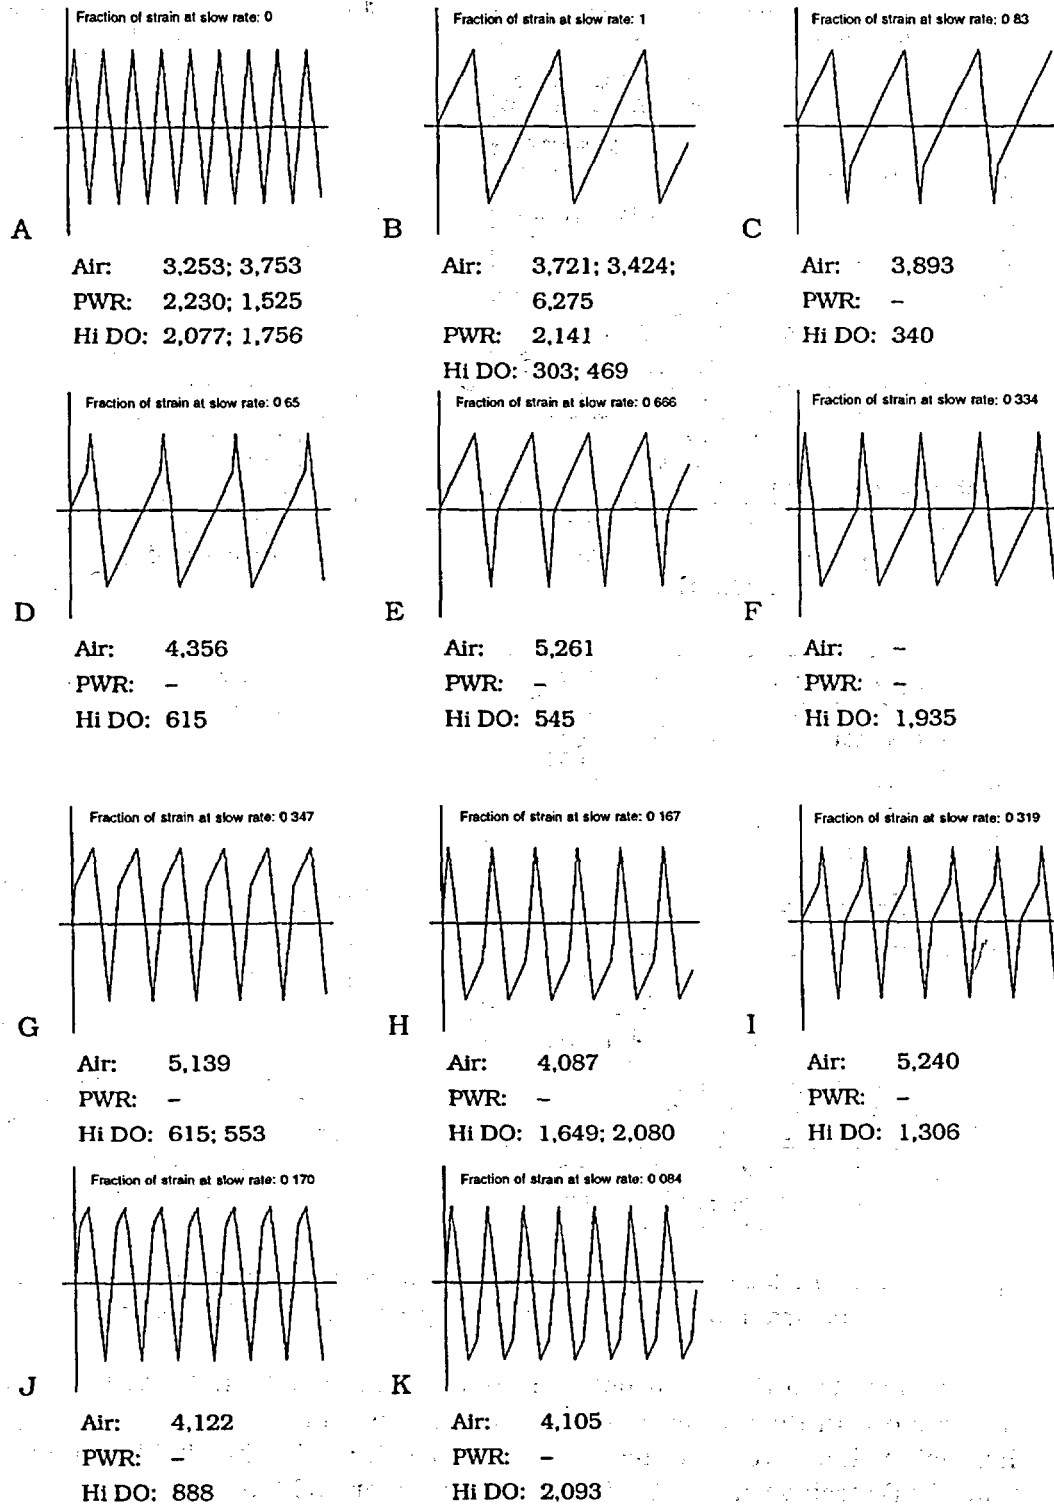 Fraction of strain at slow rate: 0
A
Air: 3,253; 3,753
PWR: 2,230; 1,525
Hi DO: 2,077; 1,756
Fraction of strain at slow rate: 1
B
Air: 3,721; 3,424;
6,275
PWR: 2,141
Hi DO: 303; 469
Fraction of strain at slow rate: 0 83
C
Air: 3,893
PWR: –
Hi DO: 340
Fraction of strain at slow rate: 0 65
D
Air: 4,356
PWR: –
Hi DO: 615
Fraction of strain at slow rate: 0 666
E
Air: 5,261
PWR: –
Hi DO: 545
Fraction of strain at slow rate: 0 334
F
Air: –
PWR: –
Hi DO: 1,935
Fraction of strain at slow rate: 0 347
G
Air: 5,139
PWR: –
Hi DO: 615; 553
Fraction of strain at slow rate: 0 167
H
Air: 4,087
PWR: –
Hi DO: 1,649; 2,080
Fraction of strain at slow rate: 0 319
I
Air: 5,240
PWR: –
Hi DO: 1,306
Fraction of strain at slow rate: 0 170
J
Air: 4,122
PWR: –
Hi DO: 888
Fraction of strain at slow rate: 0 084
K
Air: 4,105
PWR: –
Hi DO: 2,093